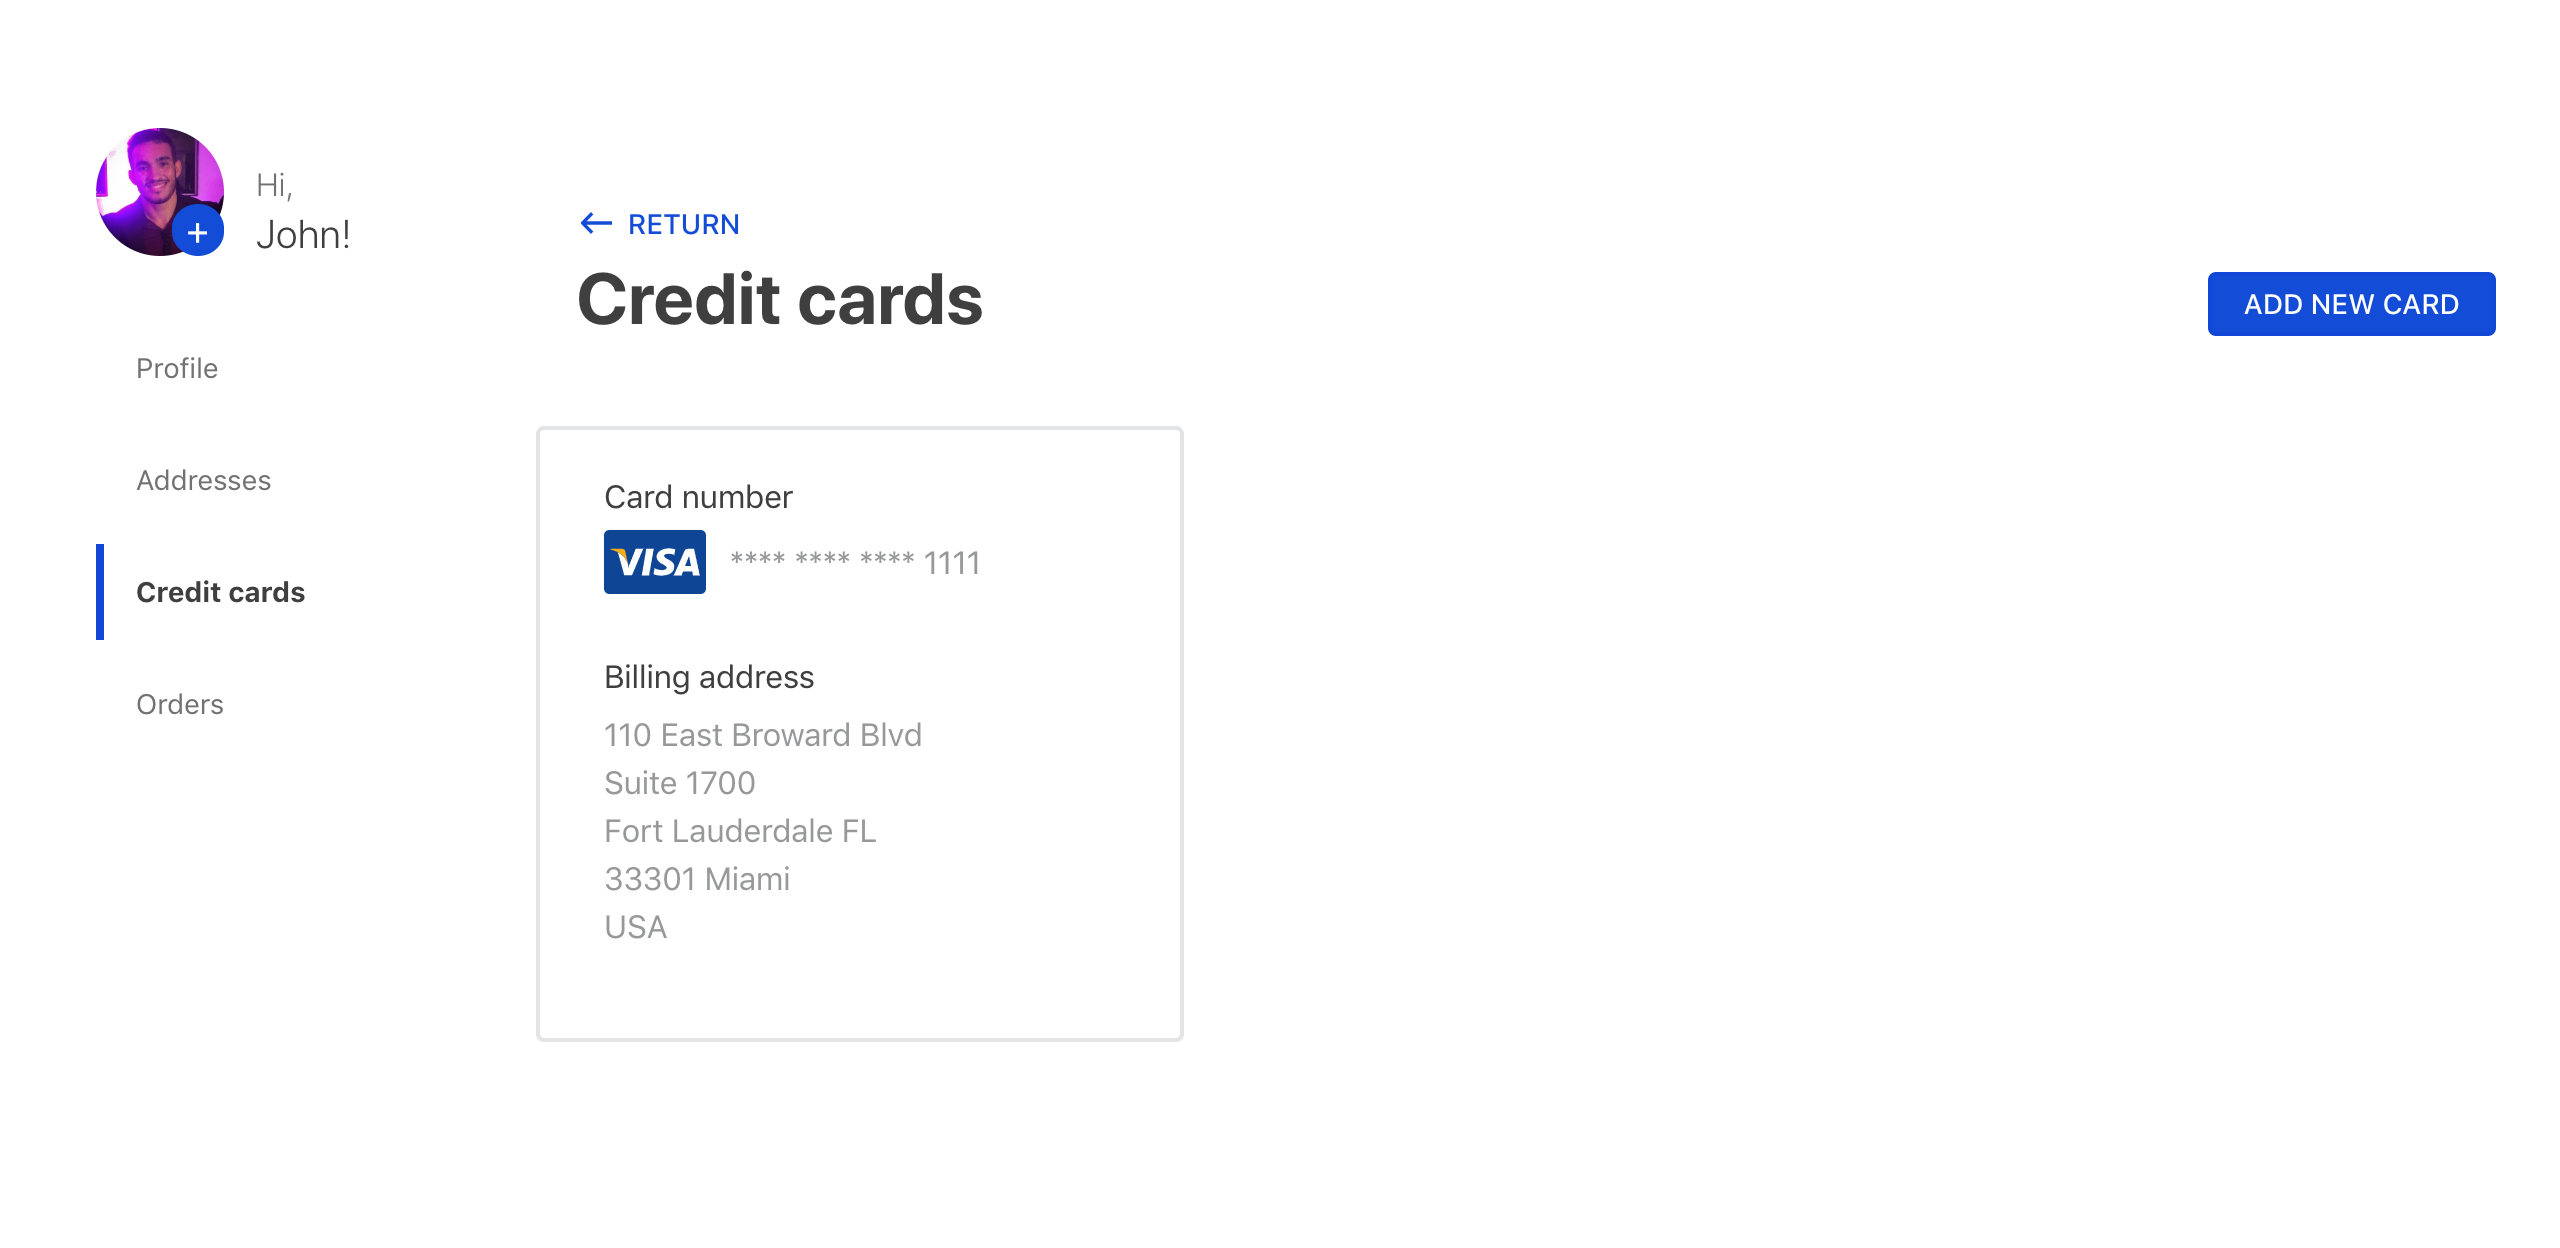 Hi,
John!
Profile
Addresses
Credit cards
Orders
← RETURN
Credit cards
ADD NEW CARD
Card number
VISA **** **** **** 1111
Billing address
110 East Broward Blvd
Suite 1700
Fort Lauderdale FL
33301 Miami
USA